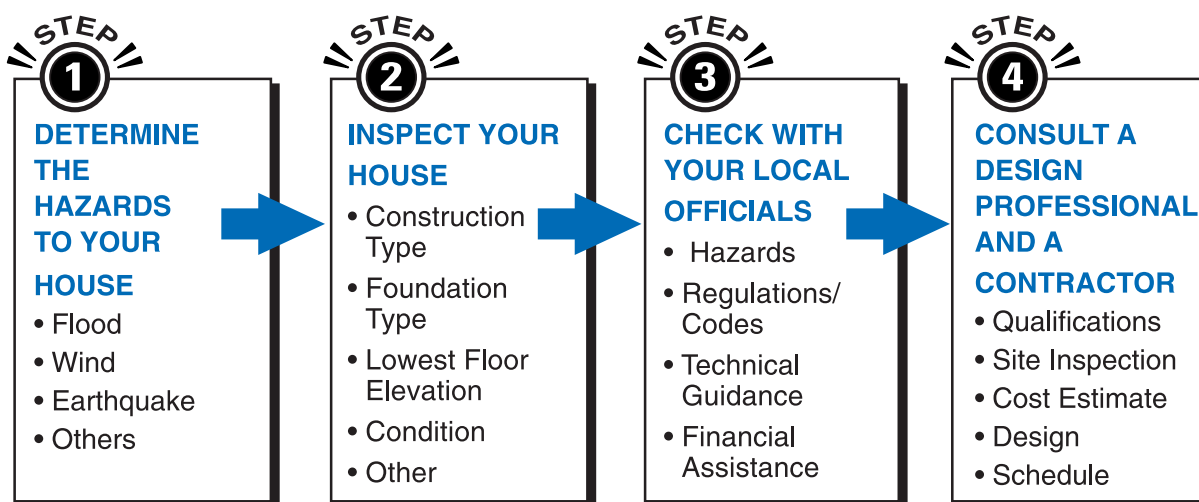 STEP
1
DETERMINE
THE
HAZARDS
TO YOUR
HOUSE
• Flood
• Wind
• Earthquake
• Others
STEP
2
INSPECT YOUR
HOUSE
• Construction
Type
• Foundation
Type
• Lowest Floor
Elevation
• Condition
• Other
STEP
3
CHECK WITH
YOUR LOCAL
OFFICIALS
• Hazards
• Regulations/
Codes
• Technical
Guidance
• Financial
Assistance
STEP
4
CONSULT A
DESIGN
PROFESSIONAL
AND A
CONTRACTOR
• Qualifications
• Site Inspection
• Cost Estimate
• Design
• Schedule